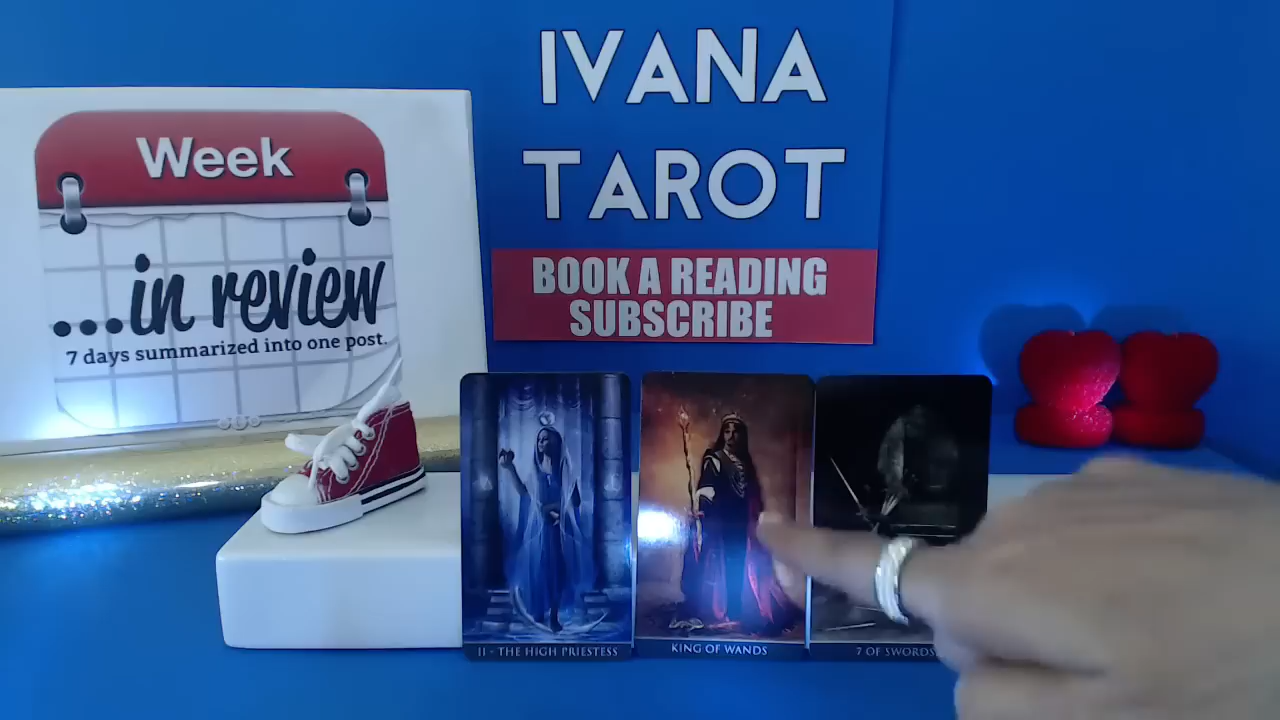 Week
...in review
7 days summarized into one post.
IVANA
TAROT
BOOK A READING
SUBSCRIBE
II - THE HIGH PRIESTESS
KING OF WANDS
7 OF SWORDS